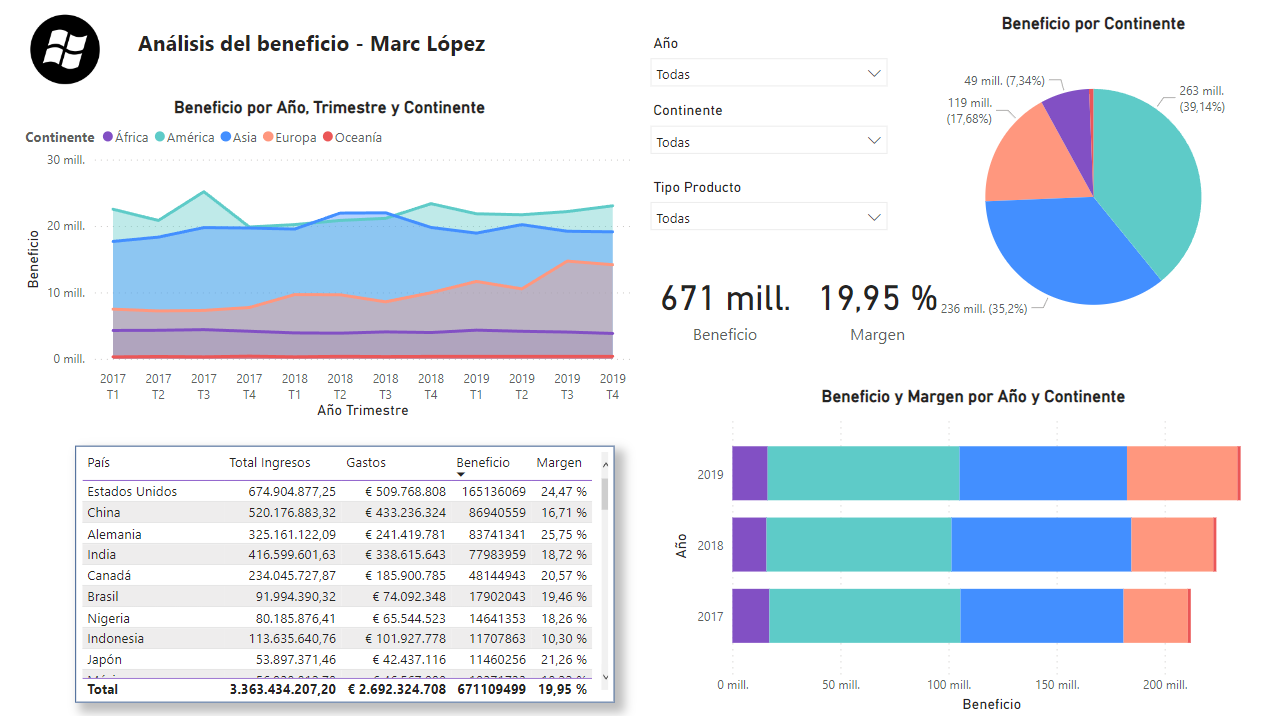 Análisis del beneficio - Marc López
Beneficio por Año, Trimestre y Continente
Continente África América Asia Europa Oceanía
30 mill.
20 mill.
10 mill.
0 mill.
Beneficio
2017 T1
2017 T2
2017 T3
2017 T4
2018 T1
2018 T2
2018 T3
2018 T4
2019 T1
2019 T2
2019 T3
2019 T4
Año Trimestre
Año
Todas
Continente
Todas
Tipo Producto
Todas
671 mill.
Beneficio
19,95 %
Margen
Beneficio por Continente
49 mill. (7,34%)
263 mill.
(39,14%)
119 mill.
(17,68%)
236 mill. (35,2%)
País Total Ingresos Gastos Beneficio Margen
Estados Unidos 674.904.877,25 € 509.768.808 165136069 24,47 %
China 520.176.883,32 € 433.236.324 86940559 16,71 %
Alemania 325.161.122,09 € 241.419.781 83741341 25,75 %
India 416.599.601,63 € 338.615.643 77983959 18,72 %
Canadá 234.045.727,87 € 185.900.785 48144943 20,57 %
Brasil 91.994.390,32 € 74.092.348 17902043 19,46 %
Nigeria 80.185.876,41 € 65.544.523 14641353 18,26 %
Indonesia 113.635.640,76 € 101.927.778 11707863 10,30 %
Japón 53.897.371,46 € 42.437.116 11460256 21,26 %
Total 3.363.434.207,20 € 2.692.324.708 671109499 19,95 %
Beneficio y Margen por Año y Continente
Año
2019
2018
2017
0 mill. 50 mill. 100 mill. 150 mill. 200 mill.
Beneficio